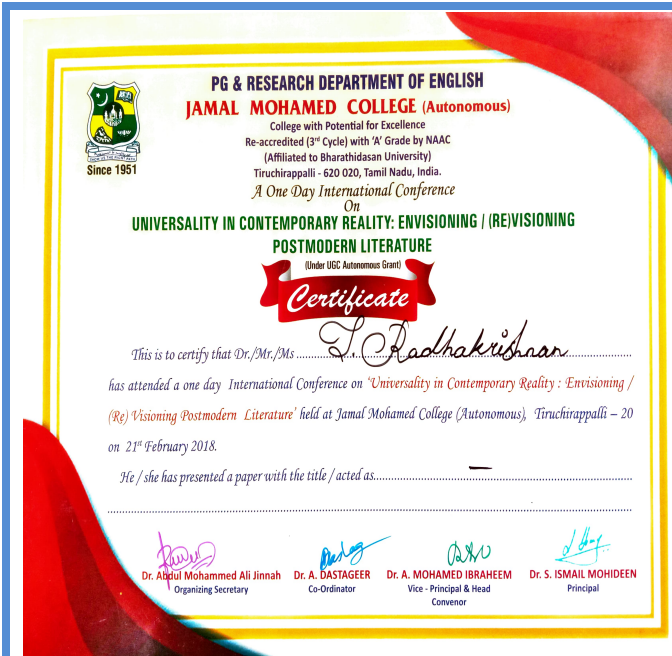 PG & RESEARCH DEPARTMENT OF ENGLISH
JAMAL MOHAMED COLLEGE (Autonomous)
College with Potential for Excellence
Re-accredited (3rd Cycle) with 'A' Grade by NAAC
(Affiliated to Bharathidasan University)
Since 1951
Tiruchirappalli - 620 020, Tamil Nadu, India.
A One Day International Conference
On
UNIVERSALITY IN CONTEMPORARY REALITY: ENVISIONING / (RE)VISIONING
POSTMODERN LITERATURE
(Under UGC Autonomous Grant)
Certificate
This is to certify that Dr./Mr./Ms ........ Radhakrishnan ........
has attended a one day International Conference on 'Universality in Contemporary Reality : Envisioning /
(Re) Visioning Postmodern Literature' held at Jamal Mohamed College (Autonomous), Tiruchirappalli – 20
on 21st February 2018.
He / she has presented a paper with the title / acted as........ — ........
Dr. Abdul Mohammed Ali Jinnah Dr. A. DASTAGEER Dr. A. MOHAMED IBRAHEEM Dr. S. ISMAIL MOHIDEEN
Organizing Secretary Co-Ordinator Vice - Principal & Head Principal
Convenor